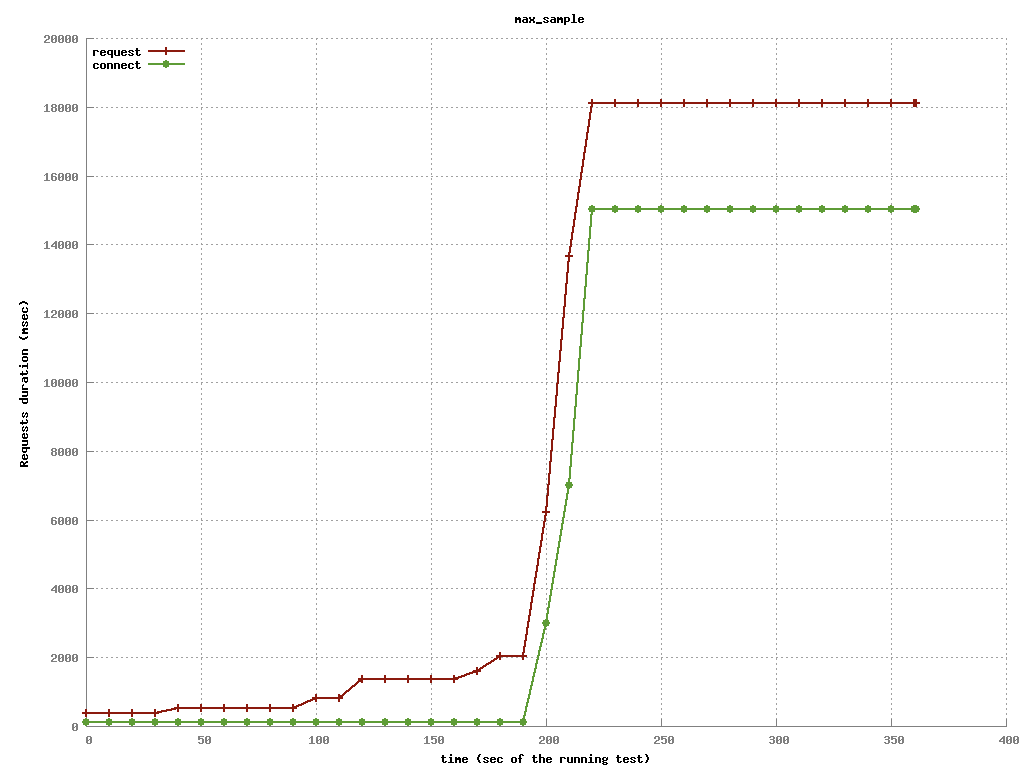 max_sample
request
connect
20000
18000
16000
14000
12000
10000
8000
6000
4000
2000
0
Requests duration (msec)
0 50 100 150 200 250 300 350 400
time (sec of the running test)